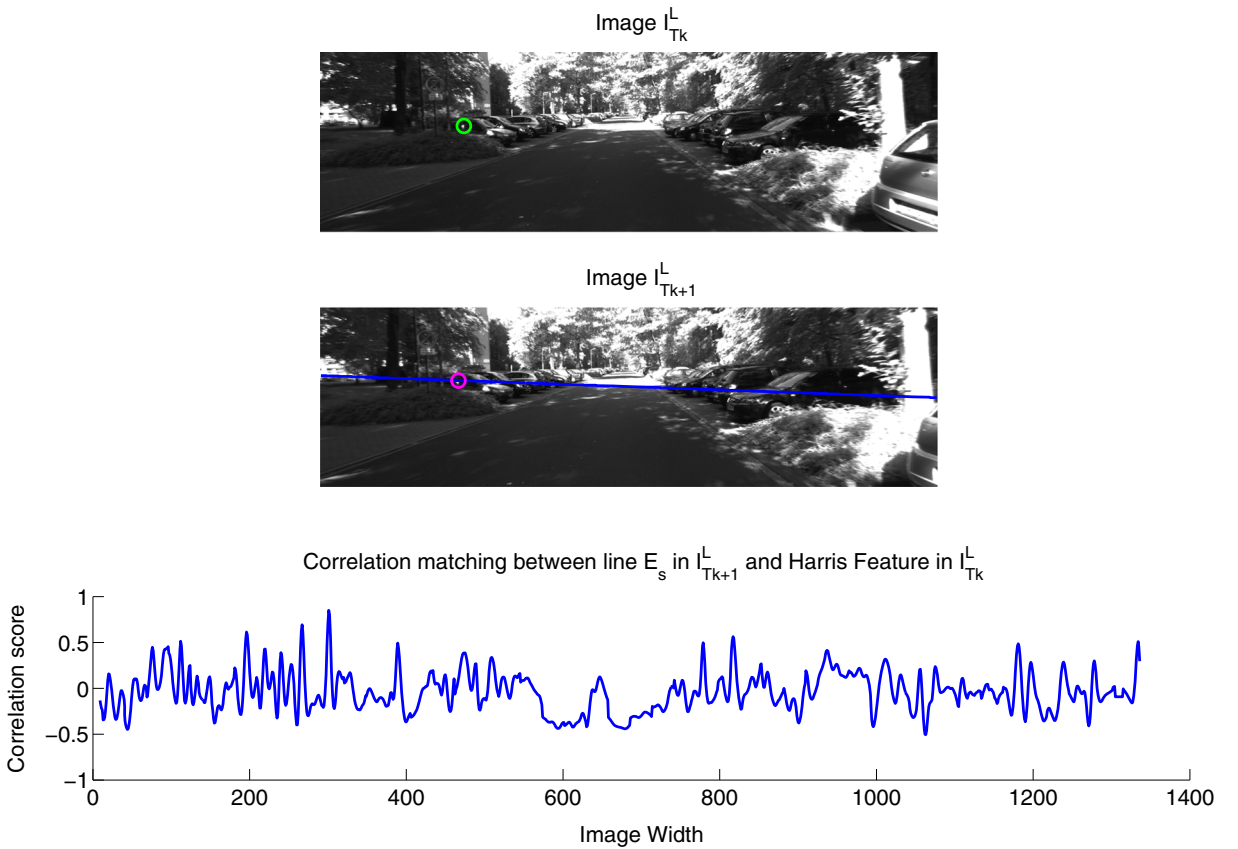 Image I^L_Tk
Image I^L_Tk+1
Correlation matching between line E_s in I^L_Tk+1 and Harris Feature in I^L_Tk
Correlation score
1
0.5
0
−0.5
−1
0 200 400 600 800 1000 1200 1400
Image Width